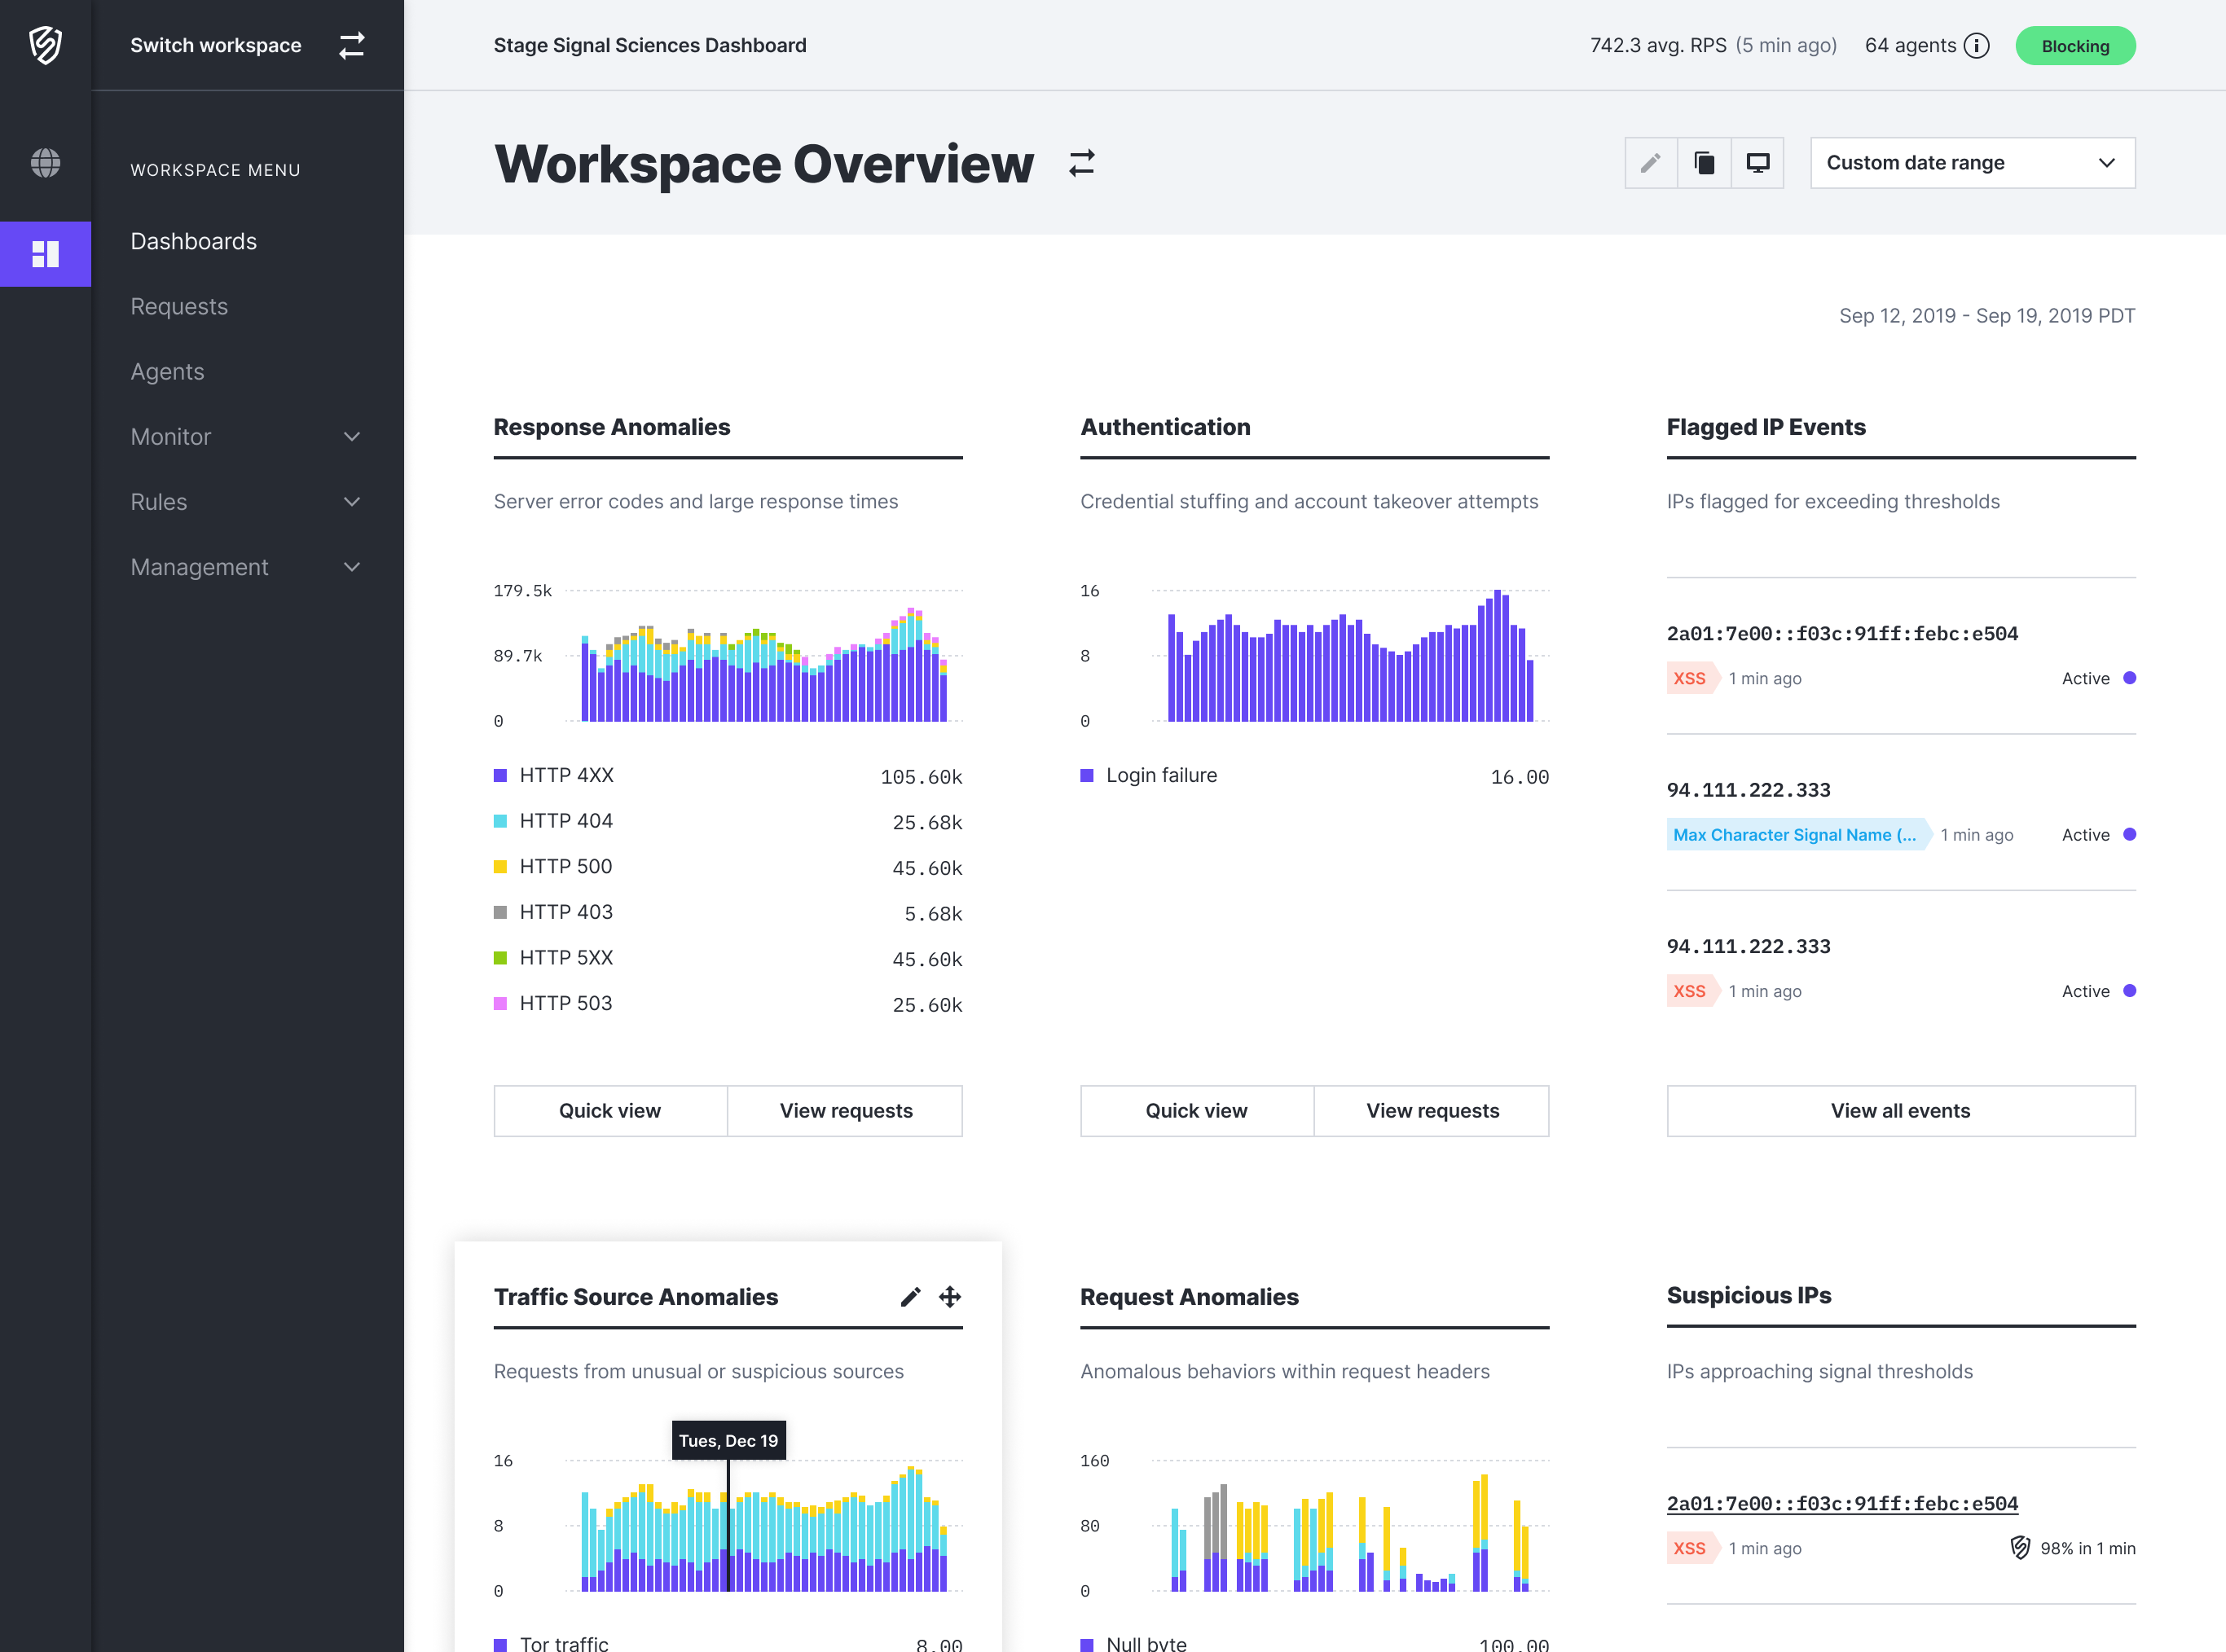 Switch workspace
Stage Signal Sciences Dashboard
742.3 avg. RPS (5 min ago)
64 agents
Blocking
WORKSPACE MENU
Dashboards
Requests
Agents
Monitor
Rules
Management
Workspace Overview
Custom date range
Sep 12, 2019 - Sep 19, 2019 PDT
Response Anomalies
Server error codes and large response times
179.5k
89.7k
0
HTTP 4XX 105.60k
HTTP 404 25.68k
HTTP 500 45.60k
HTTP 403 5.68k
HTTP 5XX 45.60k
HTTP 503 25.60k
Quick view
View requests
Authentication
Credential stuffing and account takeover attempts
16
8
0
Login failure 16.00
Quick view
View requests
Flagged IP Events
IPs flagged for exceeding thresholds
2a01:7e00::f03c:91ff:febc:e504
XSS 1 min ago Active
94.111.222.333
Max Character Signal Name (... 1 min ago Active
94.111.222.333
XSS 1 min ago Active
View all events
Traffic Source Anomalies
Requests from unusual or suspicious sources
Tues, Dec 19
16
8
0
Tor traffic 8.00
Request Anomalies
Anomalous behaviors within request headers
160
80
0
Null byte 100.00
Suspicious IPs
IPs approaching signal thresholds
2a01:7e00::f03c:91ff:febc:e504
XSS 1 min ago 98% in 1 min